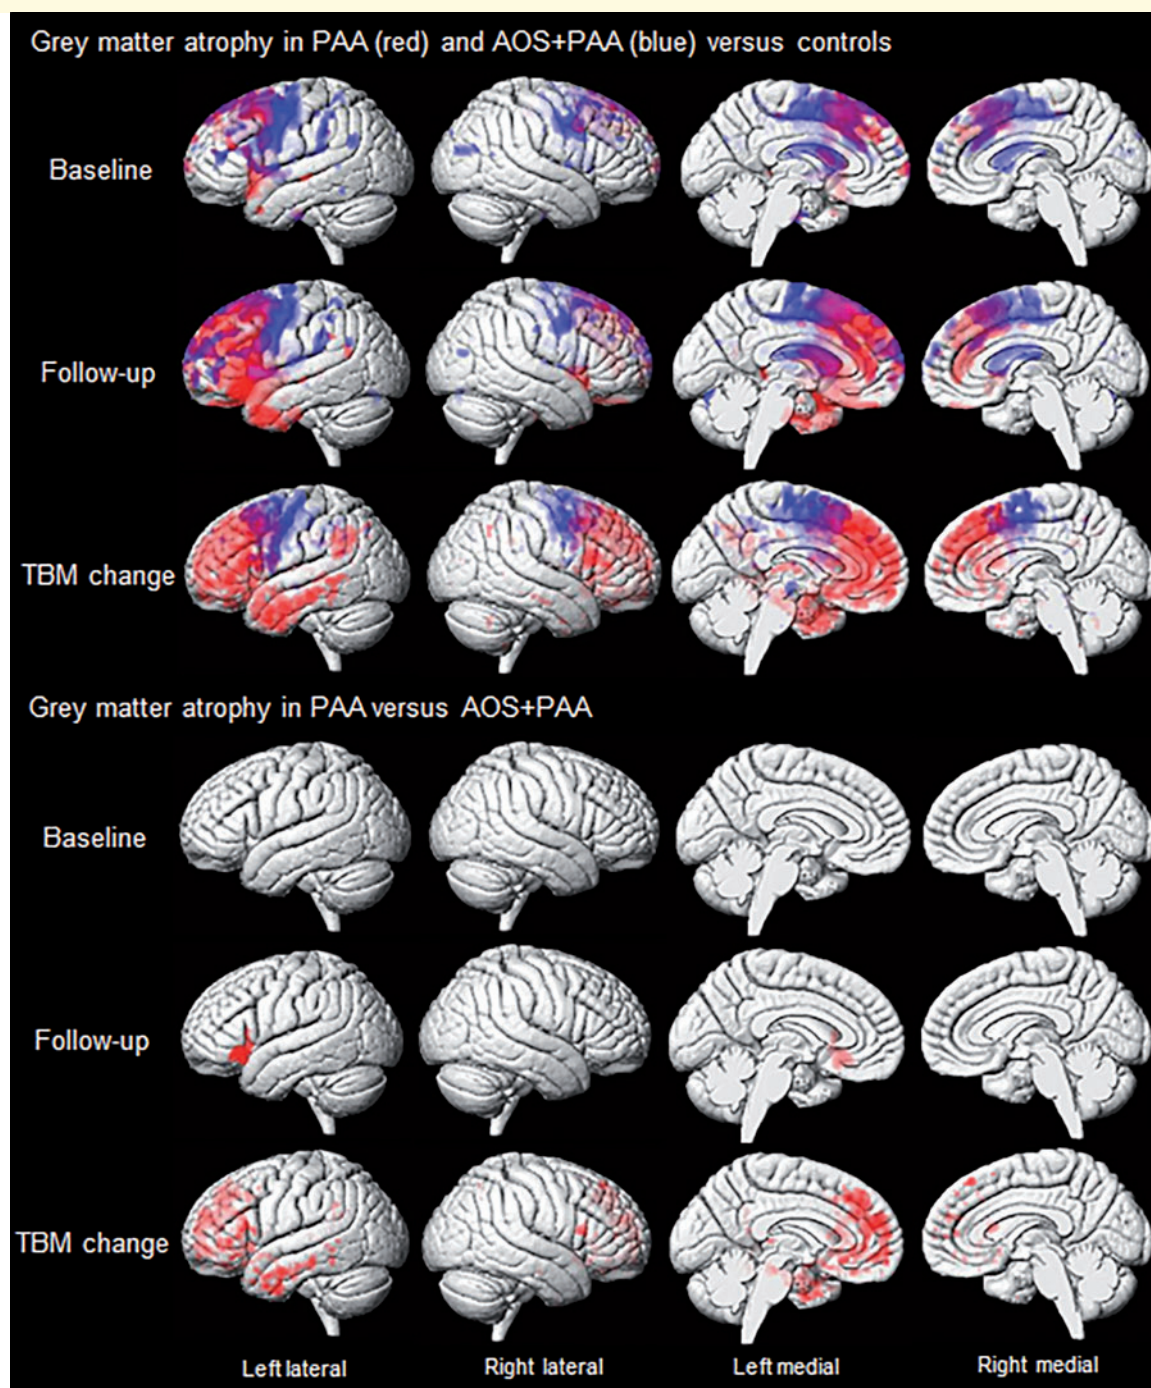 Grey matter atrophy in PAA (red) and AOS+PAA (blue) versus controls
Baseline
Follow-up
TBM change
Grey matter atrophy in PAA versus AOS+PAA
Baseline
Follow-up
TBM change
Left lateral
Right lateral
Left medial
Right medial